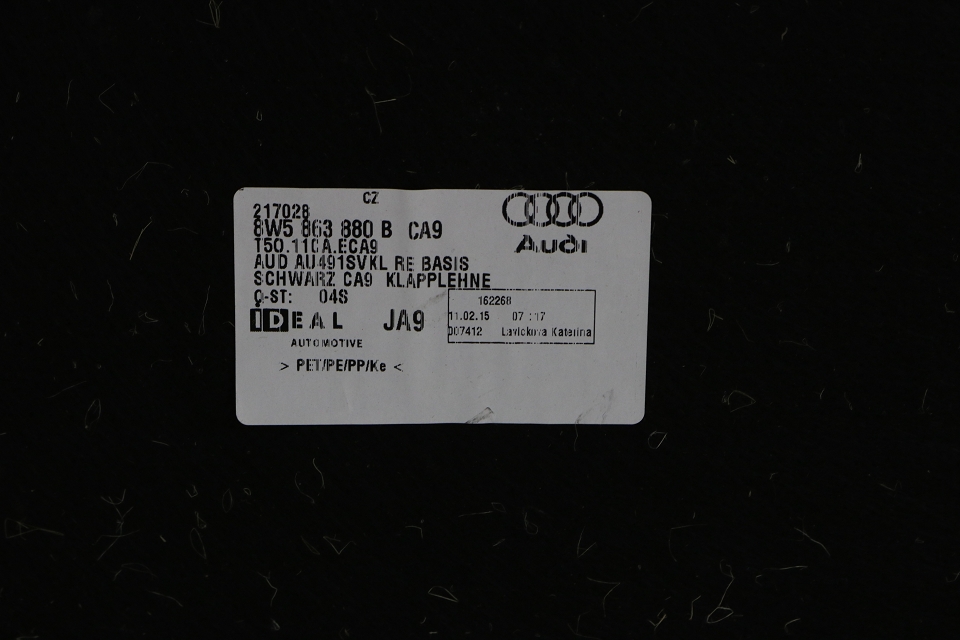 CZ
217028
8W5 863 880 B CA9
T50.11CA.ECA9
AUD AU491SVKL RE BASIS
SCHWARZ CA9 KLAPPLEHNE
Q-ST: 04S
Audi
IDEAL JA9
AUTOMOTIVE
162268
11.02.15 07:17
007412 Lavickova Katerina
> PET/PE/PP/Ke <